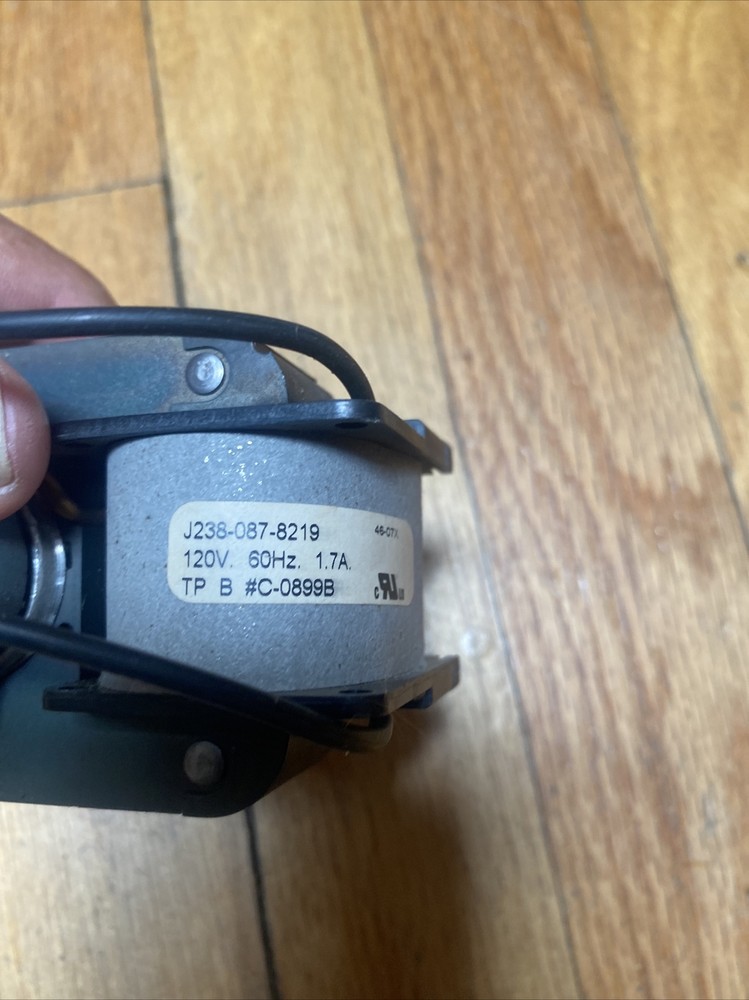 J238-087-8219
120V. 60Hz. 1.7A.
TP B #C-0899B